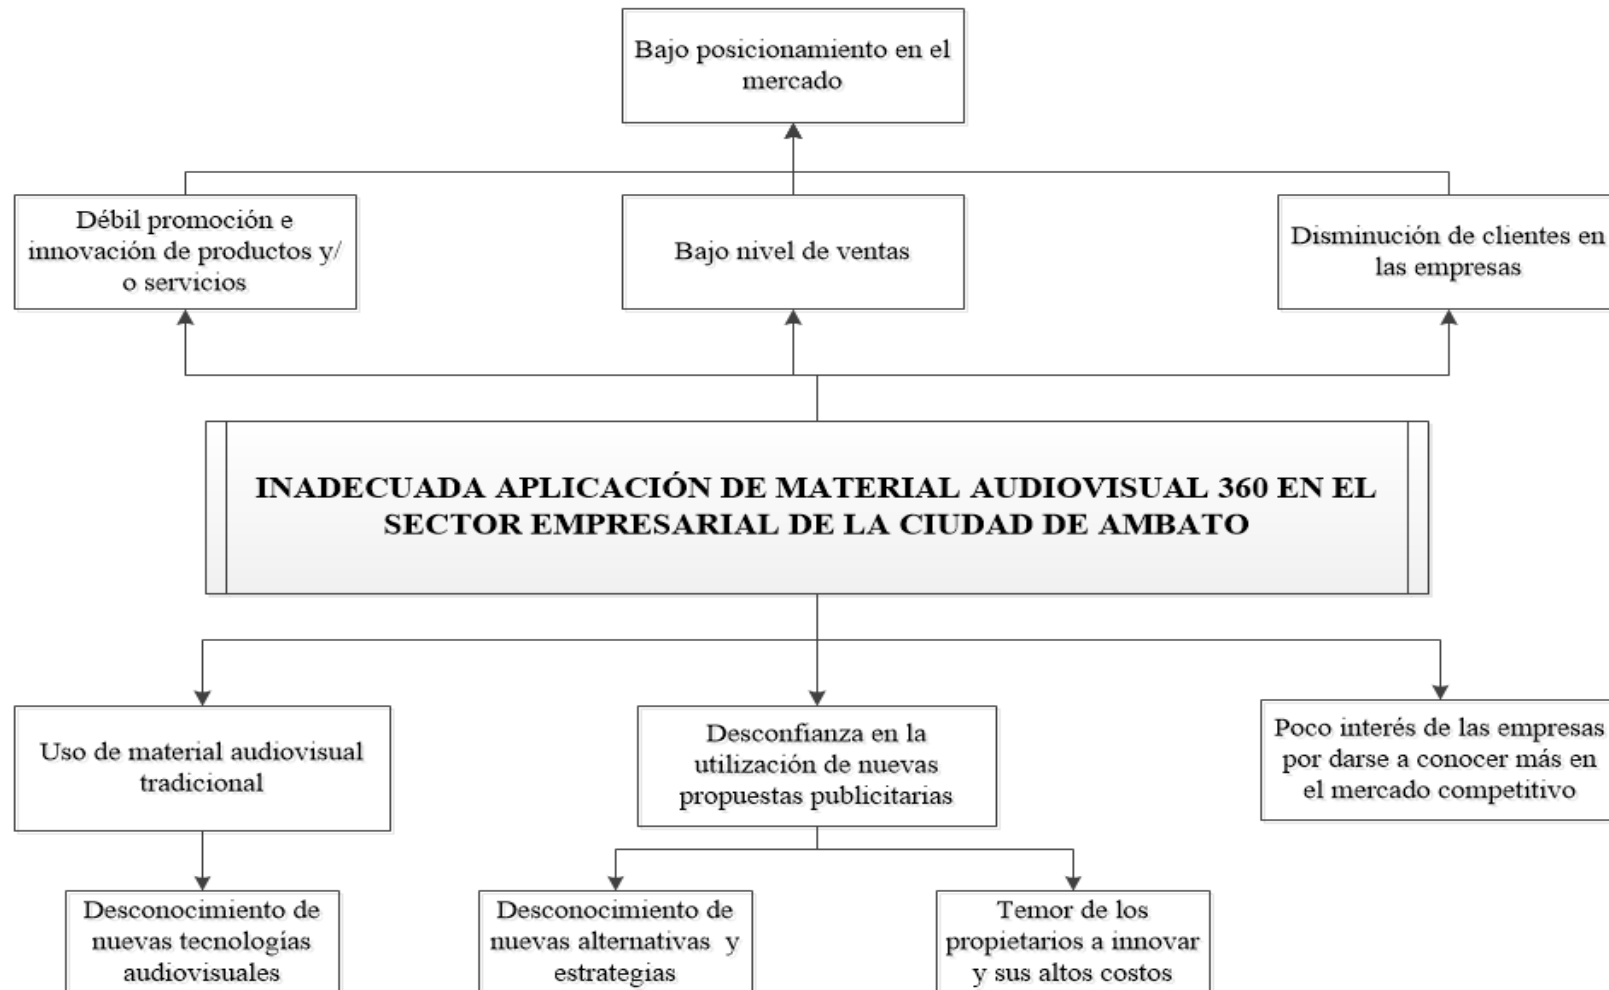 Bajo posicionamiento en el
mercado
Débil promoción e
innovación de productos y/
o servicios
Bajo nivel de ventas
Disminución de clientes en
las empresas
INADECUADA APLICACIÓN DE MATERIAL AUDIOVISUAL 360 EN EL
SECTOR EMPRESARIAL DE LA CIUDAD DE AMBATO
Uso de material audiovisual
tradicional
Desconfianza en la
utilización de nuevas
propuestas publicitarias
Poco interés de las empresas
por darse a conocer más en
el mercado competitivo
Desconocimiento de
nuevas tecnologías
audiovisuales
Desconocimiento de
nuevas alternativas y
estrategias
Temor de los
propietarios a innovar
y sus altos costos